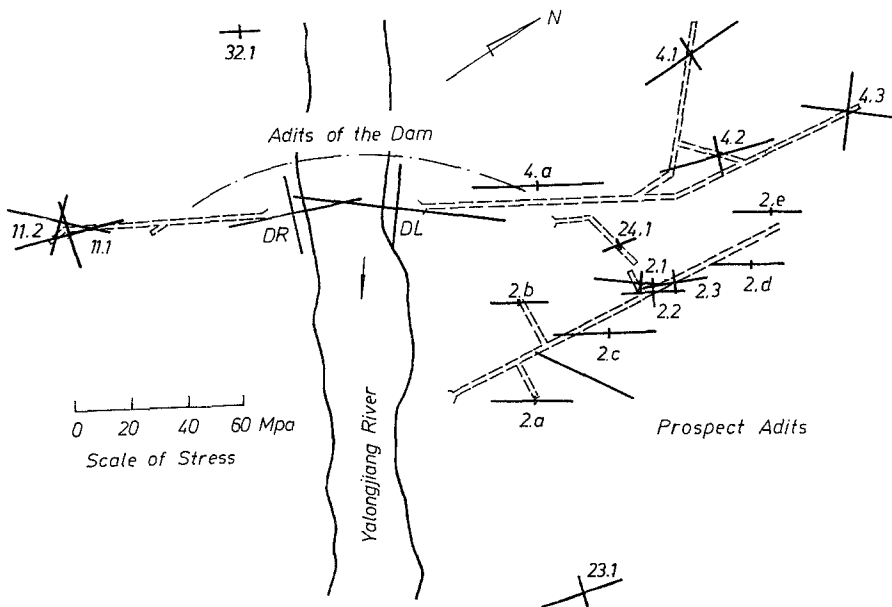 N
32.1
4.1
4.3
Adits of the Dam
4.2
4.a
2.e
11.2
11.1
DR
DL
24.1
2.1
2.b
2.2
2.3
2.d
2.c
0 20 40 60 Mpa
2.a
Prospect Adits
Scale of Stress
Yalongjiang River
23.1